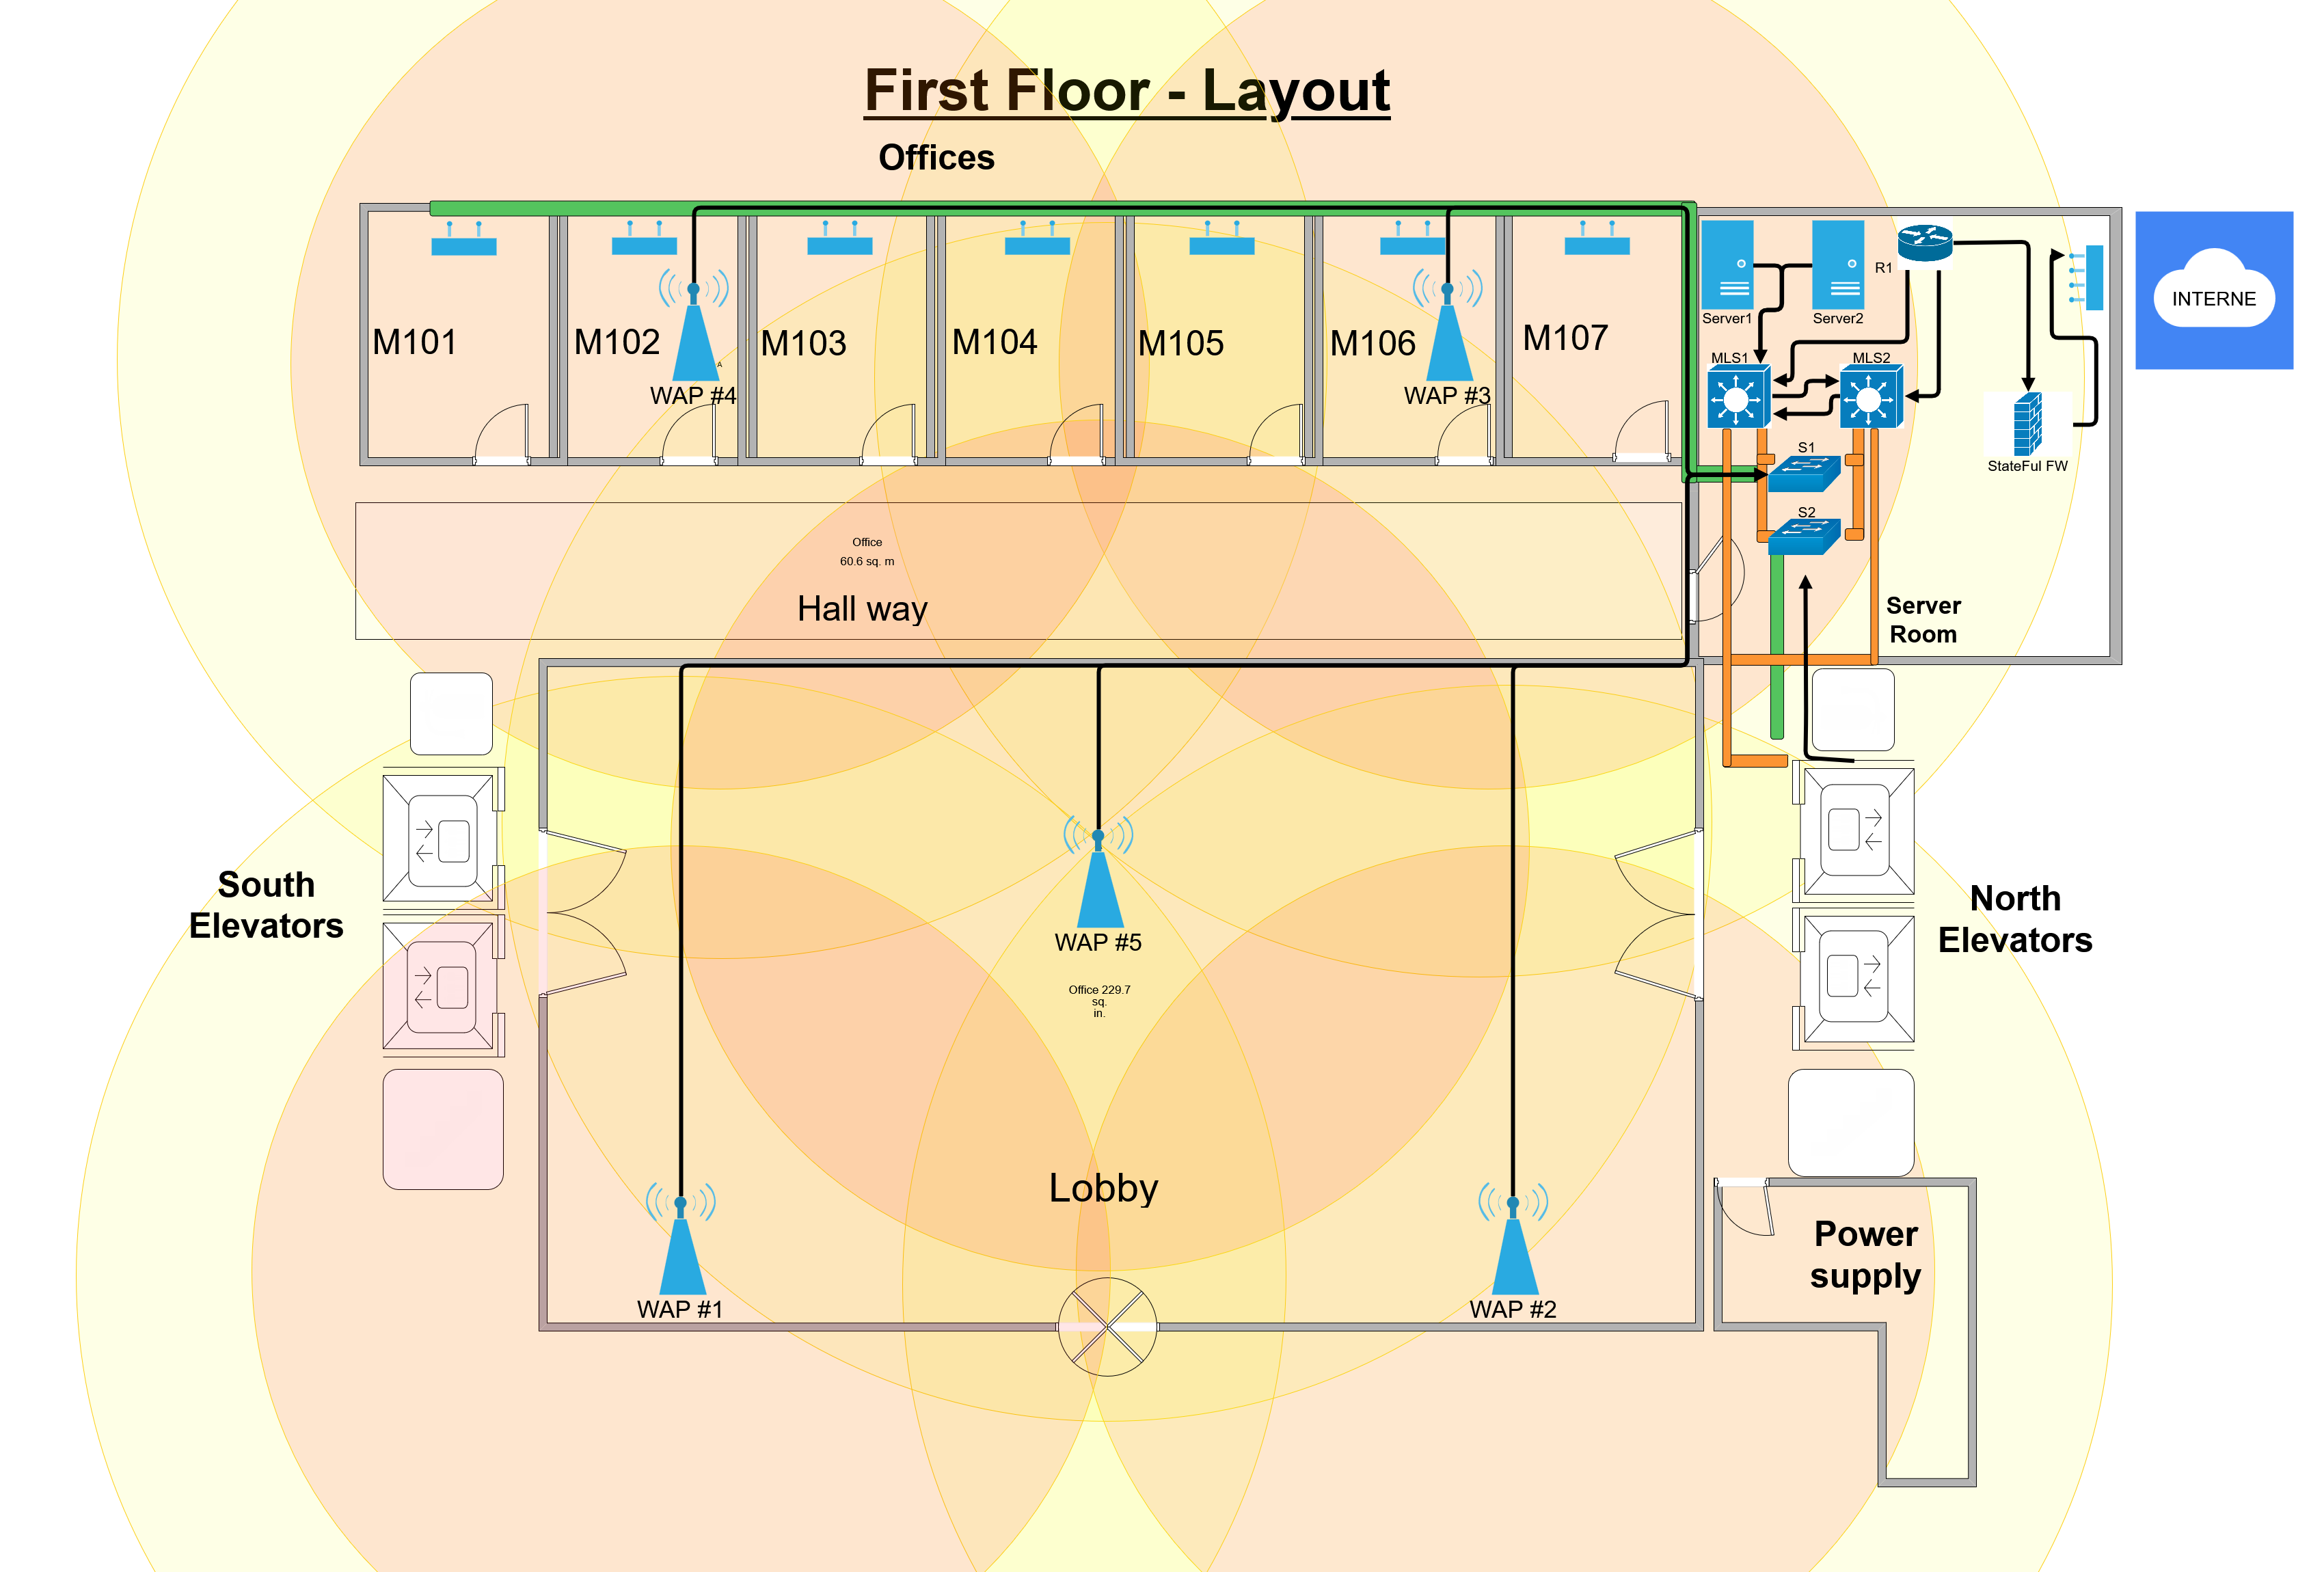 First Floor - Layout
Offices
M101
M102
M103
M104
M105
M106
M107
A
WAP #4
WAP #3
Server1
Server2
R1
MLS1
MLS2
S1
S2
StateFul FW
INTERNE
Server
Room
Office
60.6 sq. m
Hall way
South
Elevators
North
Elevators
WAP #5
Office 229.7
sq.
in.
Lobby
WAP #1
WAP #2
Power
supply